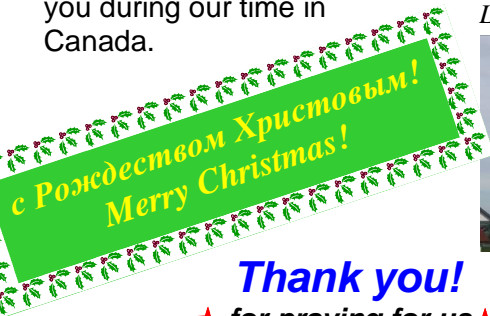 you during our time in
Canada.
с Рождеством Христовым!
Merry Christmas!
Thank you!
for praying for us